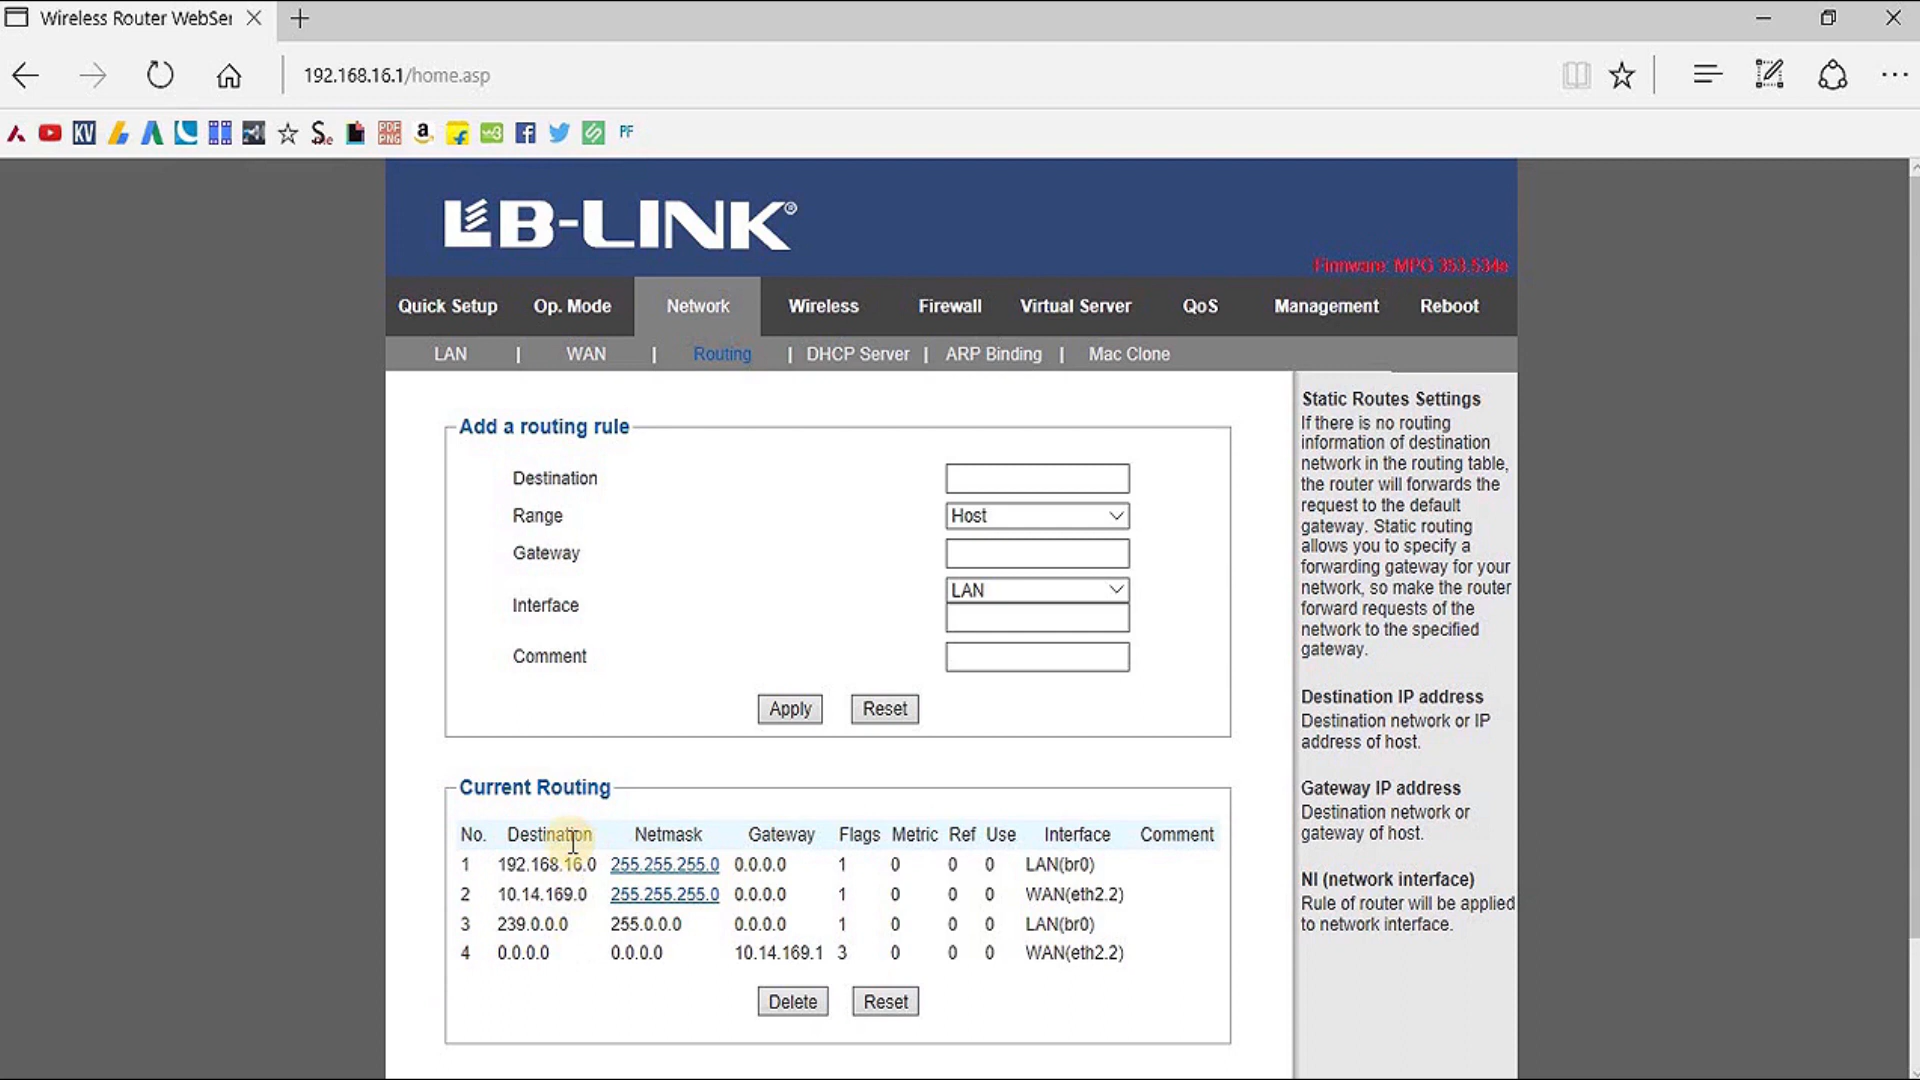 Wireless Router WebSer
192.168.16.1/home.asp
KV
S.e
PDF
PNG
a
w3
PF
LB-LINK®
Firmware: MPG 353.534e
Quick Setup Op. Mode Network Wireless Firewall Virtual Server QoS Management Reboot
LAN | WAN | Routing | DHCP Server | ARP Binding | Mac Clone
Add a routing rule
Destination
Range Host
Gateway
LAN
Interface
Comment
Apply Reset
Current Routing
No. Destination Netmask Gateway Flags Metric Ref Use Interface Comment
1 192.168.16.0 255.255.255.0 0.0.0.0 1 0 0 0 LAN(br0)
2 10.14.169.0 255.255.255.0 0.0.0.0 1 0 0 0 WAN(eth2.2)
3 239.0.0.0 255.0.0.0 0.0.0.0 1 0 0 0 LAN(br0)
4 0.0.0.0 0.0.0.0 10.14.169.1 3 0 0 0 WAN(eth2.2)
Delete Reset
Static Routes Settings
If there is no routing
information of destination
network in the routing table,
the router will forwards the
request to the default
gateway. Static routing
allows you to specify a
forwarding gateway for your
network, so make the router
forward requests of the
network to the specified
gateway.
Destination IP address
Destination network or IP
address of host.
Gateway IP address
Destination network or
gateway of host.
NI (network interface)
Rule of router will be applied
to network interface.